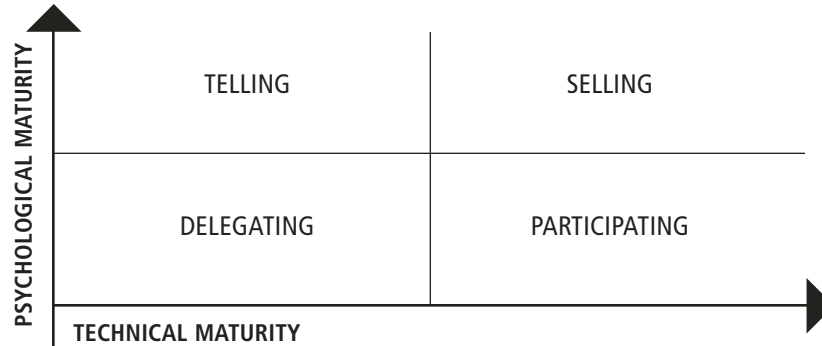 PSYCHOLOGICAL MATURITY
TELLING
SELLING
DELEGATING
PARTICIPATING
TECHNICAL MATURITY